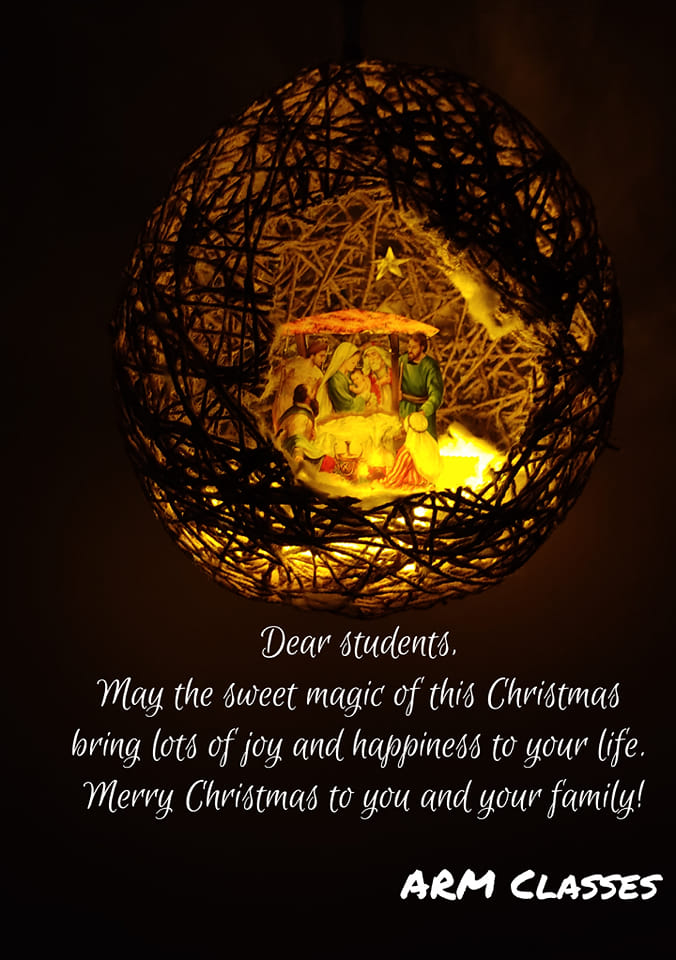 Dear students,
May the sweet magic of this Christmas
bring lots of joy and happiness to your life.
Merry Christmas to you and your family!
ARM Classes